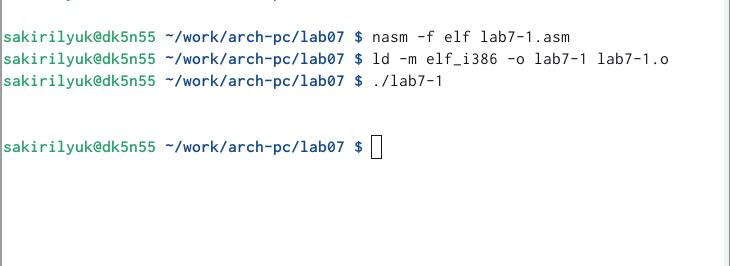 sakirilyuk@dk5n55 ~/work/arch-pc/lab07 $ nasm -f elf lab7-1.asm
sakirilyuk@dk5n55 ~/work/arch-pc/lab07 $ ld -m elf_i386 -o lab7-1 lab7-1.o
sakirilyuk@dk5n55 ~/work/arch-pc/lab07 $ ./lab7-1
sakirilyuk@dk5n55 ~/work/arch-pc/lab07 $